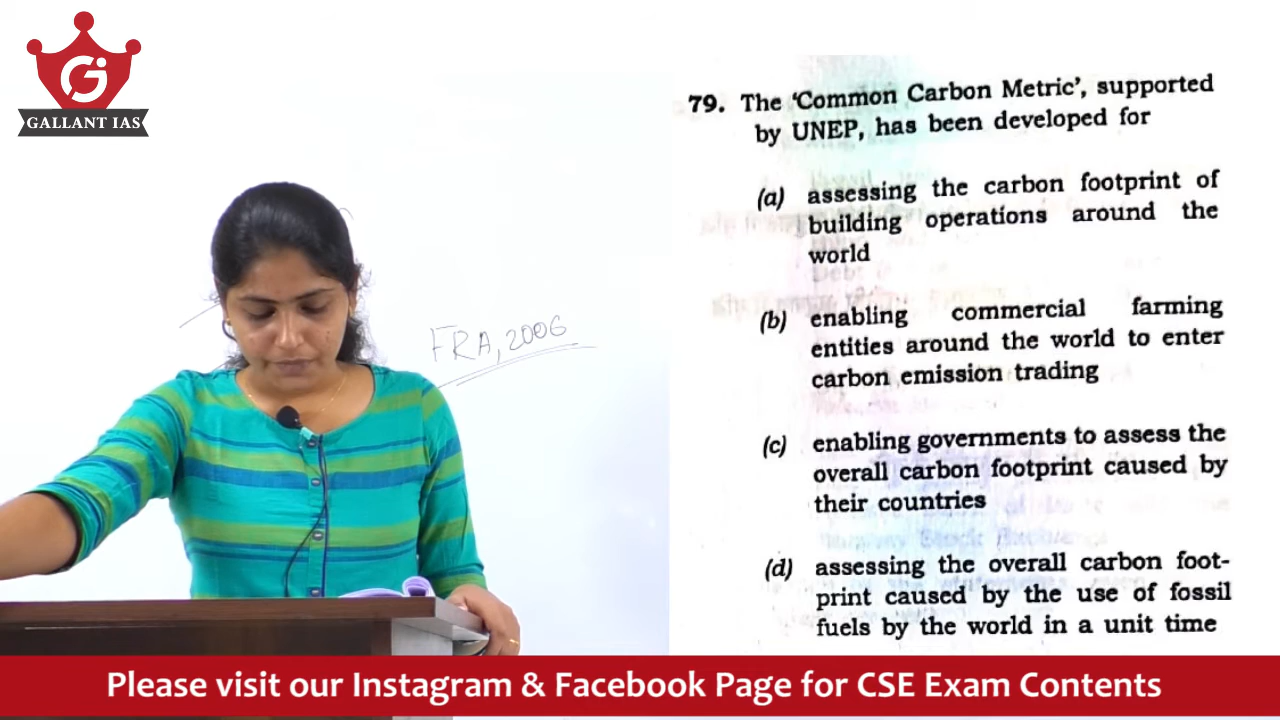 GALLANT IAS
FRA, 2006
79. The 'Common Carbon Metric', supported
by UNEP, has been developed for
(a) assessing the carbon footprint of
building operations around the
world
(b) enabling commercial farming
entities around the world to enter
carbon emission trading
(c) enabling governments to assess the
overall carbon footprint caused by
their countries
(d) assessing the overall carbon foot-
print caused by the use of fossil
fuels by the world in a unit time
Please visit our Instagram & Facebook Page for CSE Exam Contents